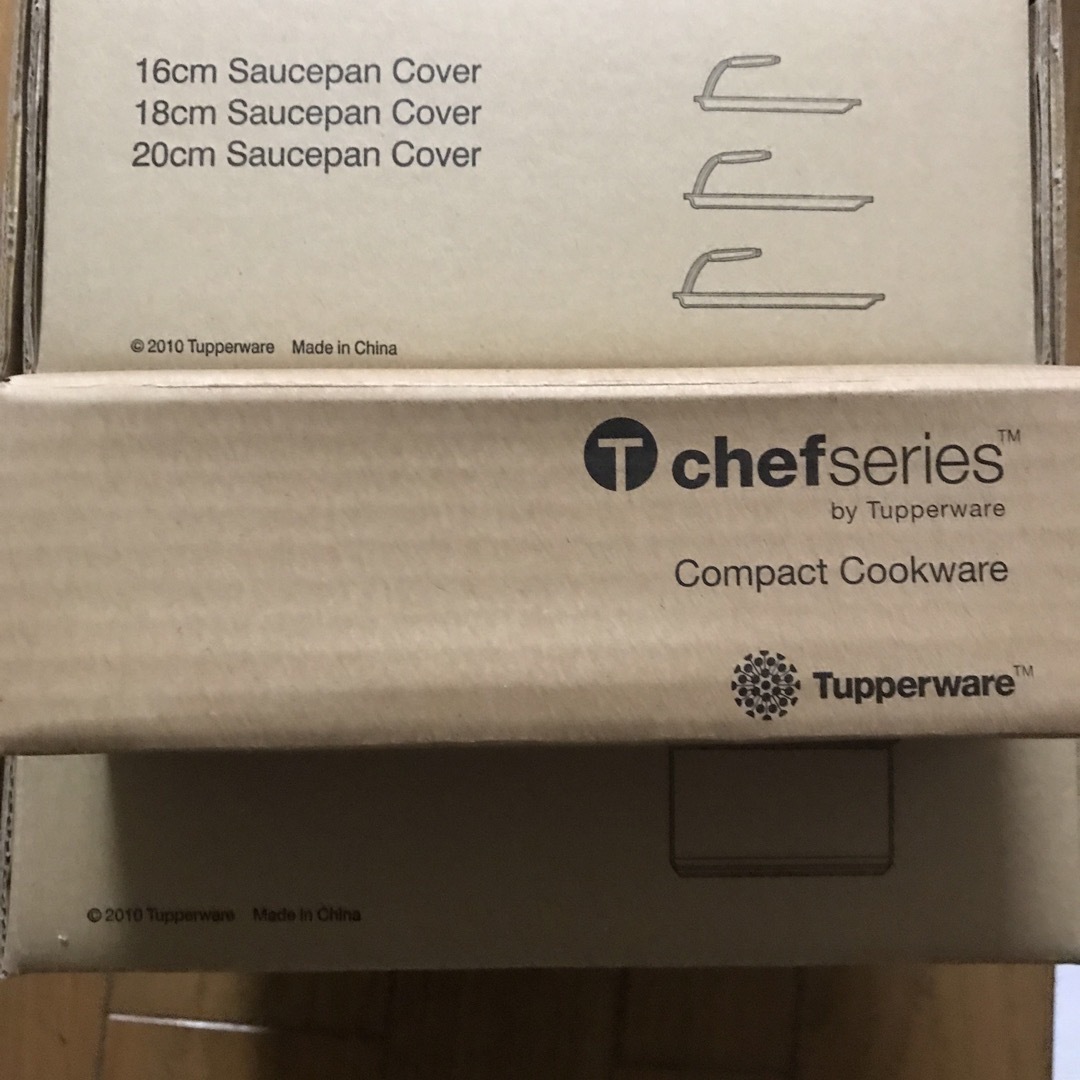 16cm Saucepan Cover
18cm Saucepan Cover
20cm Saucepan Cover
© 2010 Tupperware Made in China
T chefseries™
by Tupperware
Compact Cookware
Tupperware™
© 2010 Tupperware Made in China